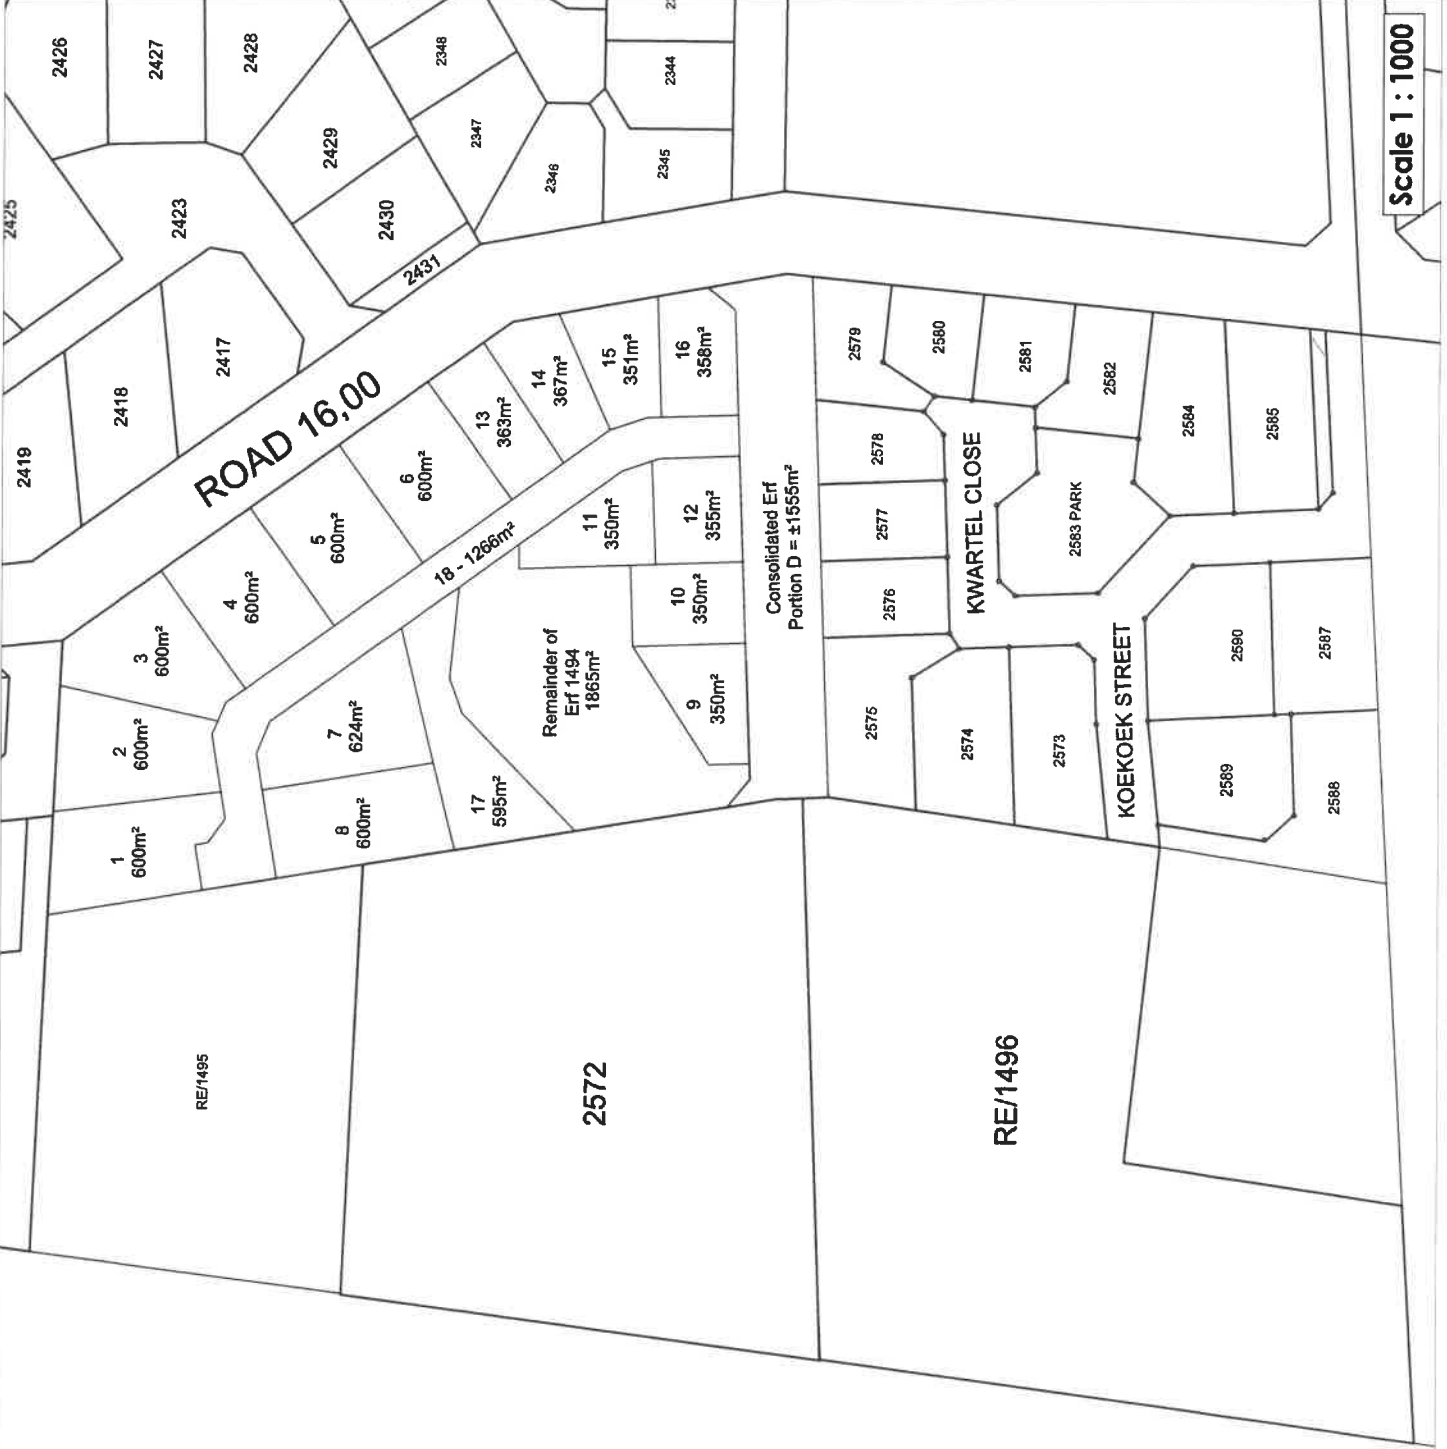 2425
2426
2427
2428
2348
2344
2429
2347
2346
2345
2423
2430
2431
2419
2418
2417
ROAD 16,00
3
600m²
4
600m²
5
600m²
6
600m²
13
363m²
14
367m²
15
351m²
16
358m²
2
600m²
1
600m²
7
624m²
8
600m²
17
595m²
18 - 1266m²
11
350m²
12
355m²
10
350m²
9
350m²
Remainder of
Erf 1494
1865m²
Consolidated Erf
Portion D = ±1555m²
2579
2580
2581
2582
2584
2585
2578
2577
2576
2575
KWARTEL CLOSE
2583 PARK
2574
2573
KOEKOEK STREET
2590
2587
2589
2588
RE/1495
2572
RE/1496
Scale 1 : 1000